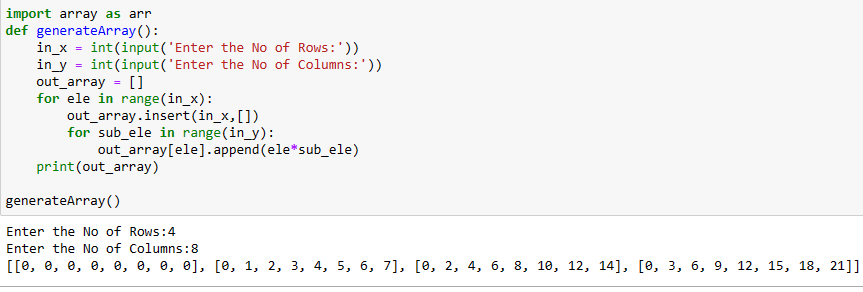 import array as arr
def generateArray():
    in_x = int(input('Enter the No of Rows:'))
    in_y = int(input('Enter the No of Columns:'))
    out_array = []
    for ele in range(in_x):
        out_array.insert(in_x,[])
        for sub_ele in range(in_y):
            out_array[ele].append(ele*sub_ele)
    print(out_array)
generateArray()
Enter the No of Rows:4
Enter the No of Columns:8
[[0, 0, 0, 0, 0, 0, 0, 0], [0, 1, 2, 3, 4, 5, 6, 7], [0, 2, 4, 6, 8, 10, 12, 14], [0, 3, 6, 9, 12, 15, 18, 21]]